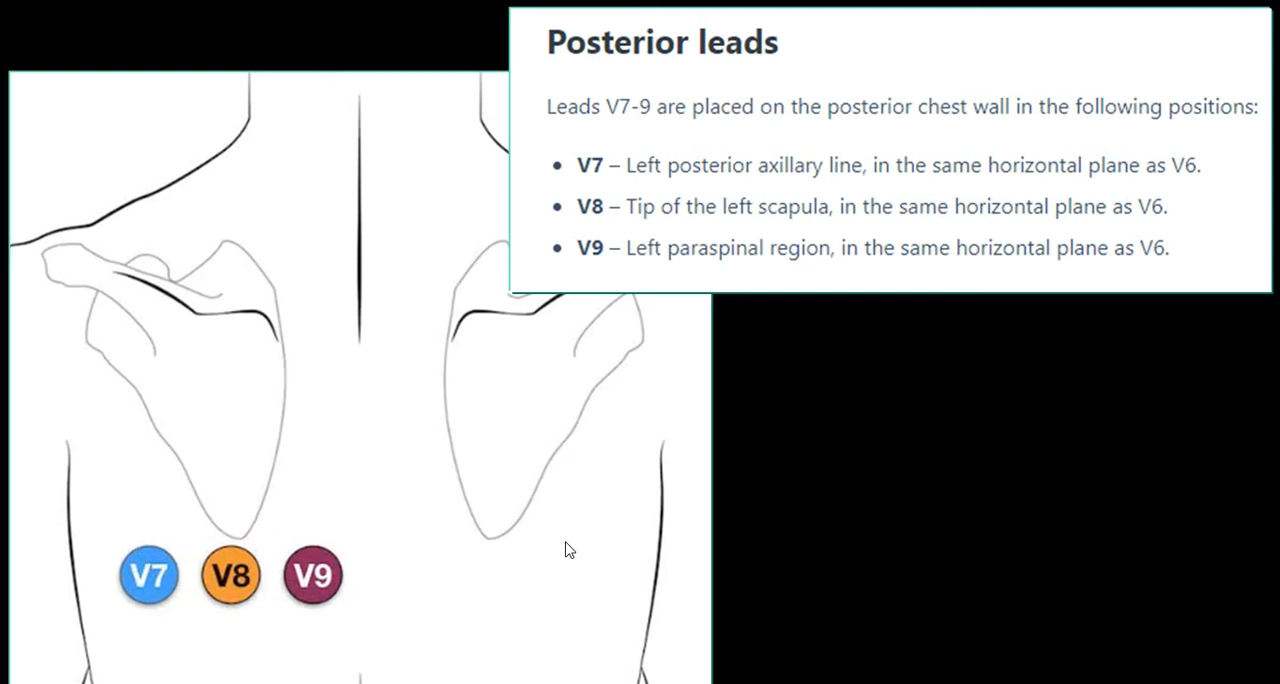 Posterior leads
Leads V7-9 are placed on the posterior chest wall in the following positions:
• V7 – Left posterior axillary line, in the same horizontal plane as V6.
• V8 – Tip of the left scapula, in the same horizontal plane as V6.
• V9 – Left paraspinal region, in the same horizontal plane as V6.
V7 V8 V9